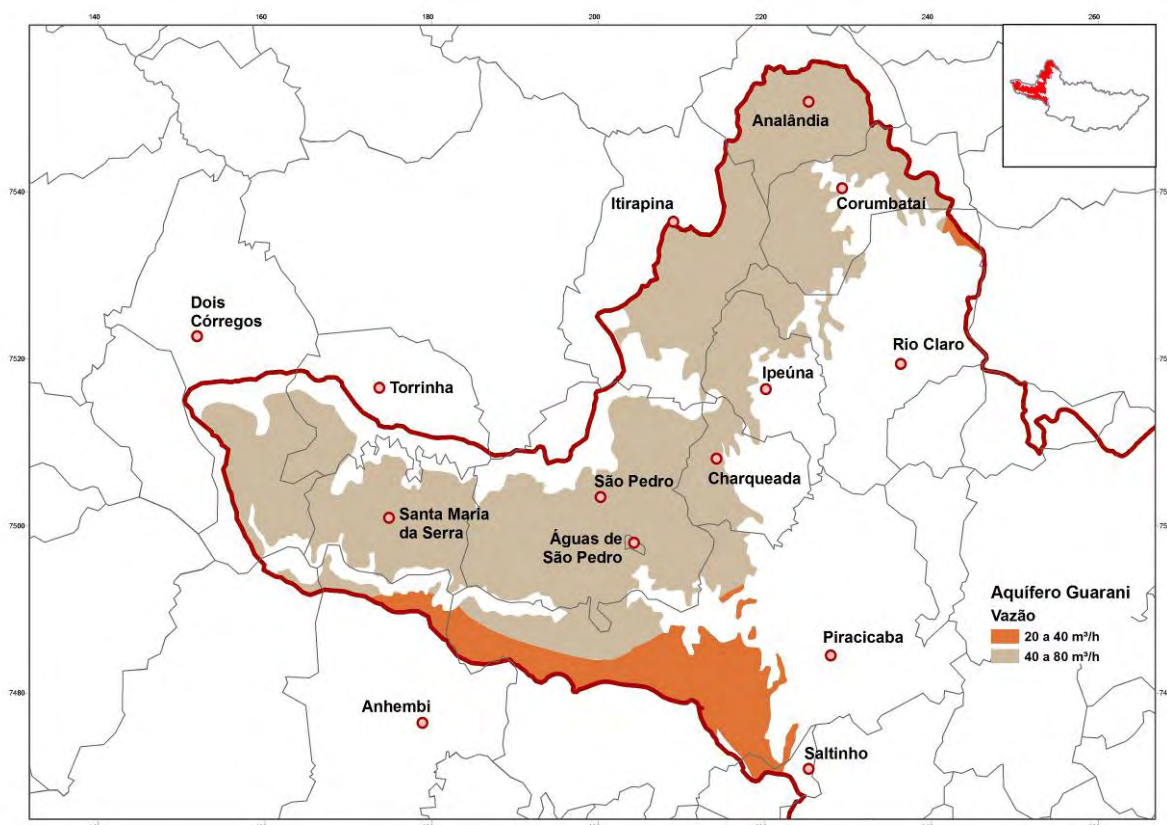 140
180
200
220
240
260
Analândia
7540
Itirapina
Corumbataí
Dois
Córregos
7520
Rio Claro
Torrinha
Ipeúna
São Pedro
Charqueada
7500
Santa Maria
da Serra
Águas de
São Pedro
Aquífero Guarani
Vazão
20 a 40 m³/h
40 a 80 m³/h
Piracicaba
7480
Anhembi
Saltinho